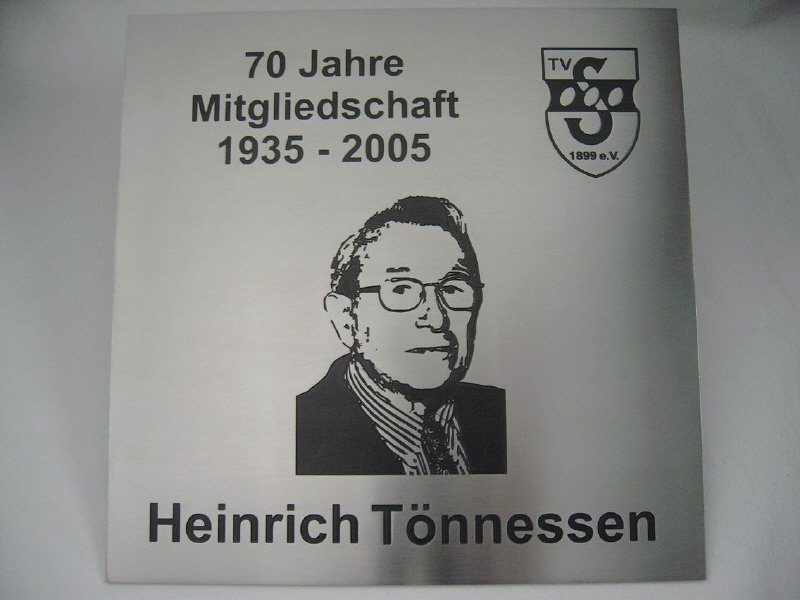 70 Jahre
Mitgliedschaft
1935 - 2005
TV
1899 e.V.
Heinrich Tönnessen